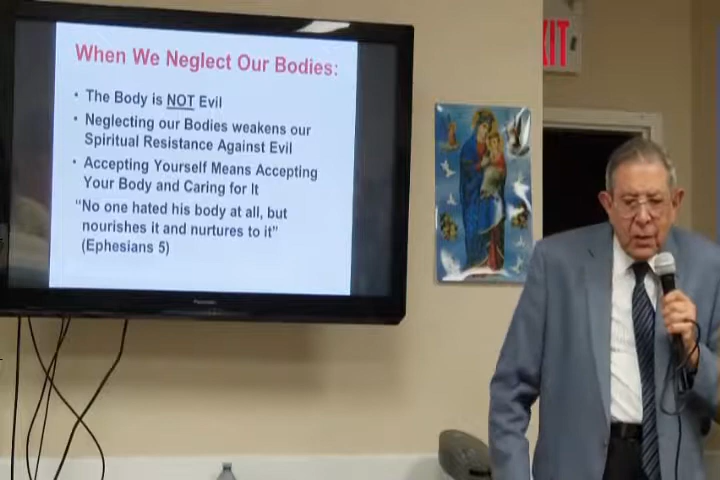 When We Neglect Our Bodies:
• The Body is NOT Evil
• Neglecting our Bodies weakens our
Spiritual Resistance Against Evil
• Accepting Yourself Means Accepting
Your Body and Caring for It
“No one hated his body at all, but
nourishes it and nurtures to it”
(Ephesians 5)
Panasonic
XIT